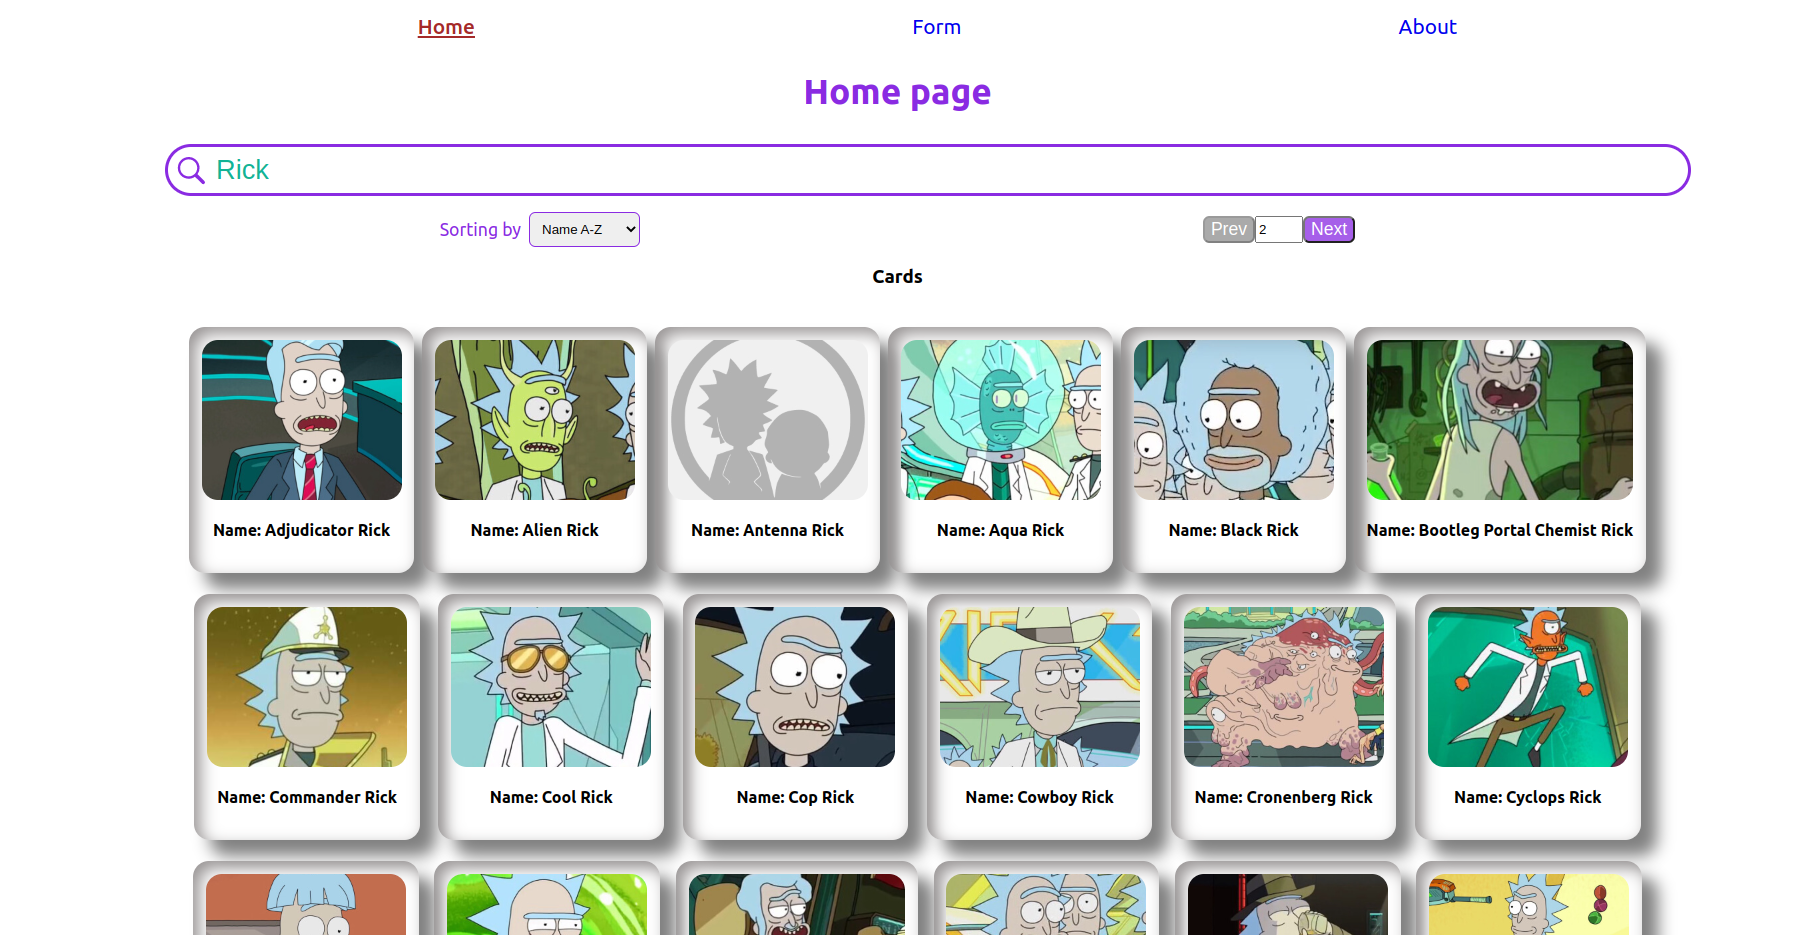 Home Form About
Home page
Rick
Sorting by Name A-Z Prev 2 Next
Cards
Name: Adjudicator Rick Name: Alien Rick Name: Antenna Rick Name: Aqua Rick Name: Black Rick Name: Bootleg Portal Chemist Rick
Name: Commander Rick Name: Cool Rick Name: Cop Rick Name: Cowboy Rick Name: Cronenberg Rick Name: Cyclops Rick